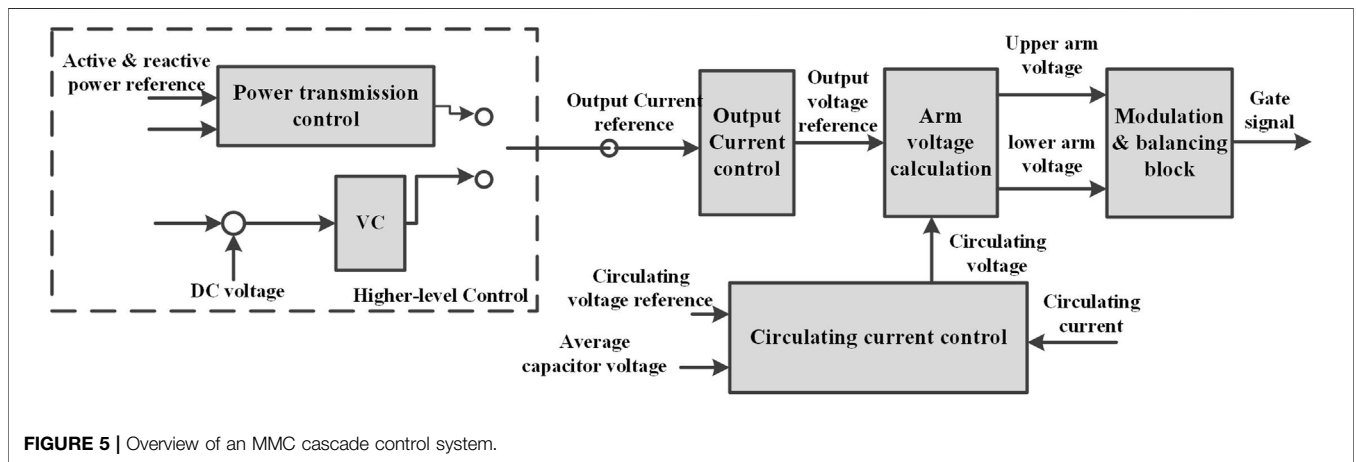 Active & reactive
power reference
Power transmission
control
VC
DC voltage
Higher-level Control
Output Current
reference
Output
Current
control
Output
voltage
reference
Arm
voltage
calculation
Upper arm
voltage
lower arm
voltage
Modulation
& balancing
block
Gate
signal
Circulating
voltage
Circulating
voltage reference
Average
capacitor voltage
Circulating current control
Circulating
current
FIGURE 5 | Overview of an MMC cascade control system.